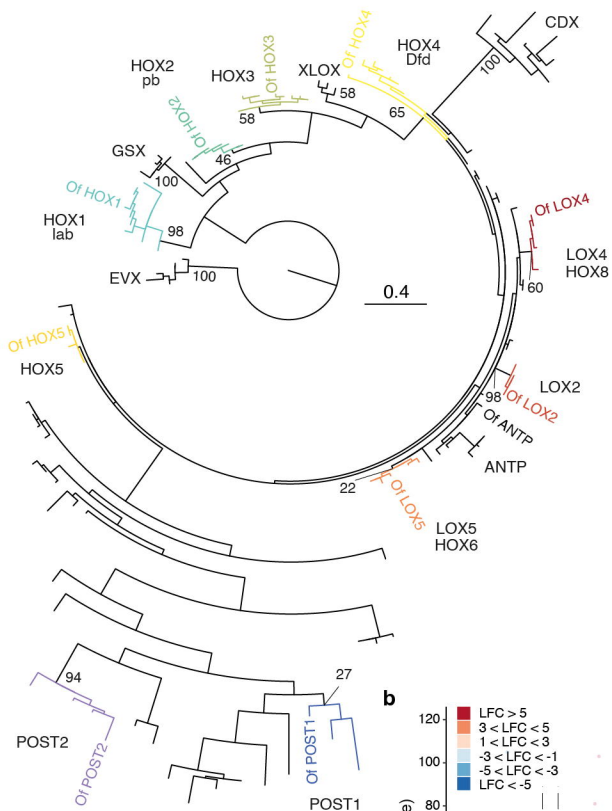 CDX
100
Of HOX4
HOX4
Dfd
65
XLOX
58
Of HOX3
HOX3
58
HOX2
pb
Of HOX2
46
GSX
100
Of HOX1
HOX1
lab
98
EVX
100
0.4
Of LOX4
LOX4
HOX8
60
LOX2
98
Of LOX2
Of ANTP
ANTP
22
Of LOX5
LOX5
HOX6
Of HOX5
HOX5
94
POST2
Of POST2
27
Of POST1
POST1
b
120
100
80
e)
LFC > 5
3 < LFC < 5
1 < LFC < 3
-3 < LFC < -1
-5 < LFC < -3
LFC < -5